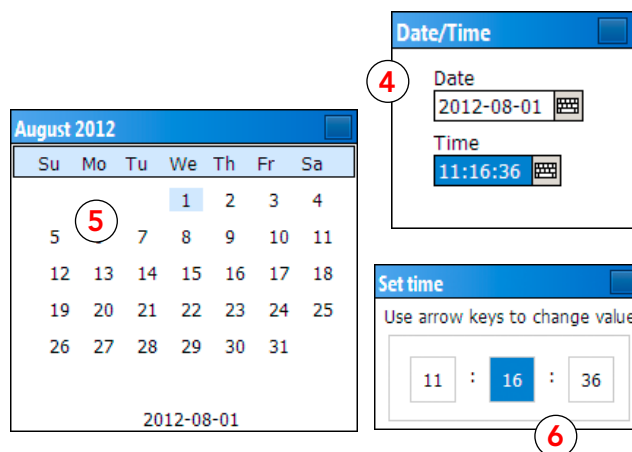 Date/Time
4
Date
2012-08-01
Time
11:16:36
August 2012
Su Mo Tu We Th Fr Sa
1 2 3 4
5 5 7 8 9 10 11
12 13 14 15 16 17 18
19 20 21 22 23 24 25
26 27 28 29 30 31
2012-08-01
Set time
Use arrow keys to change value
11 : 16 : 36
6